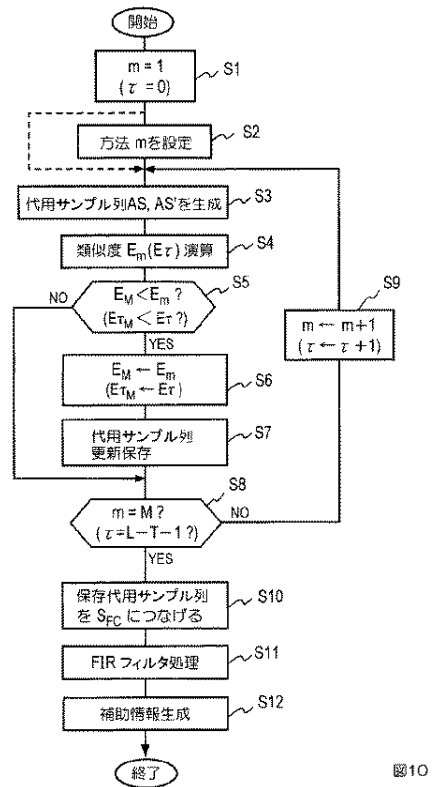 開始
m = 1
( τ = 0)
S1
方法 mを設定
S2
代用サンプル列AS, AS'を生成
S3
類似度 Em(Eτ) 演算
S4
EM < Em ?
(EτM < Eτ ?)
S5
NO
YES
EM ← Em
(EτM ← Eτ)
S6
代用サンプル列
更新保存
S7
m = M ?
( τ =L−T−1 ?)
S8
NO
YES
m ← m+1
( τ ← τ +1)
S9
保存代用サンプル列
を SFC につなげる
S10
FIR フィルタ処理
S11
補助情報生成
S12
終了
図10